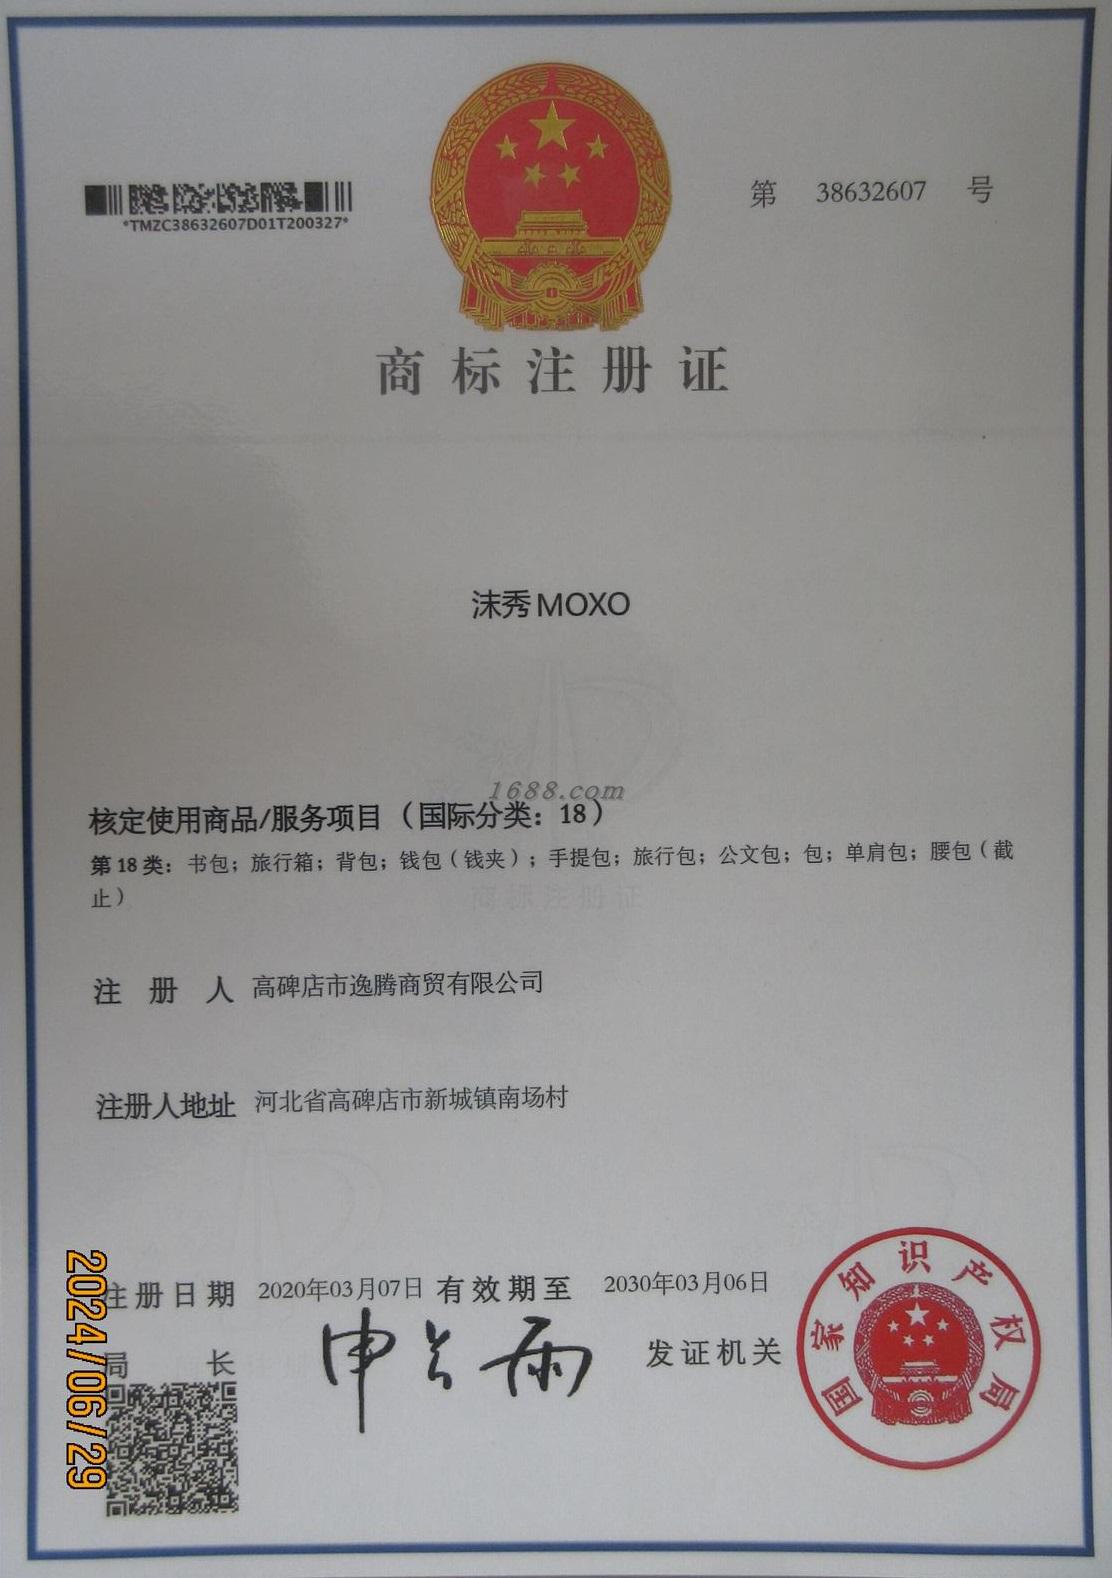 *TMZC38632607D01T200327*
第 38632607 号
商标注册证
沫秀MOXO
1688.com
核定使用商品/服务项目（国际分类：18）
第18类：书包；旅行箱；背包；钱包（钱夹）；手提包；旅行包；公文包；包；单肩包；腰包（截
止）
商标注册证
注册人 高碑店市逸腾商贸有限公司
注册人地址 河北省高碑店市新城镇南场村
注册日期 2020年03月07日 有效期至 2030年03月06日
局长 申长雨 发证机关
国家知识产权局
2024/06/29